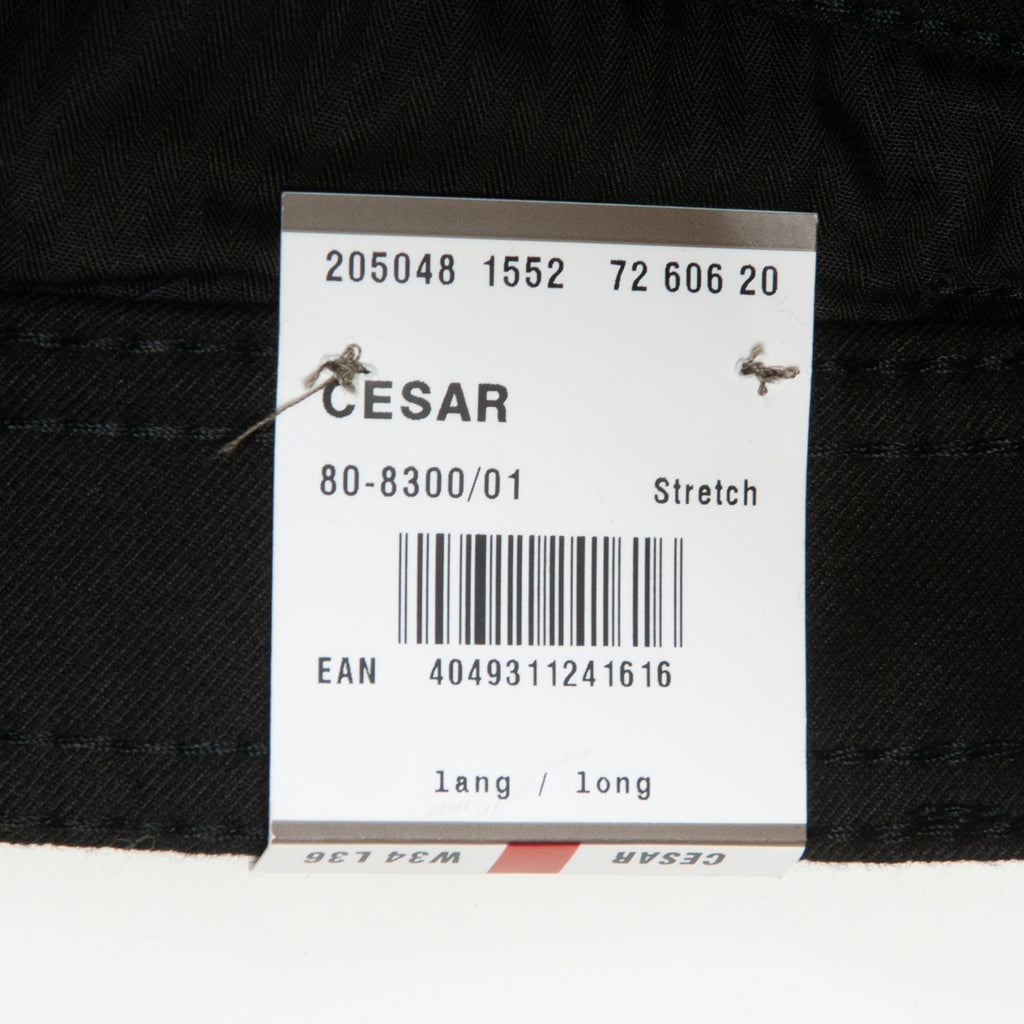 205048 1552 72 606 20
CESAR
80-8300/01 Stretch
EAN 4049311241616
lang / long
CESAR W34 L36